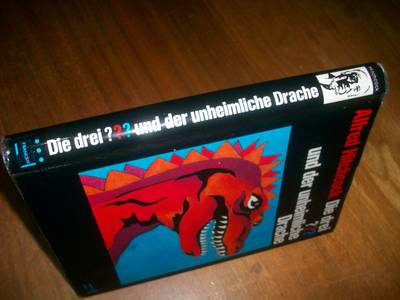 Die drei ??? und der unheimliche Drache
Alfred Hitchcock
Die drei
???
und der unheimliche
Drache